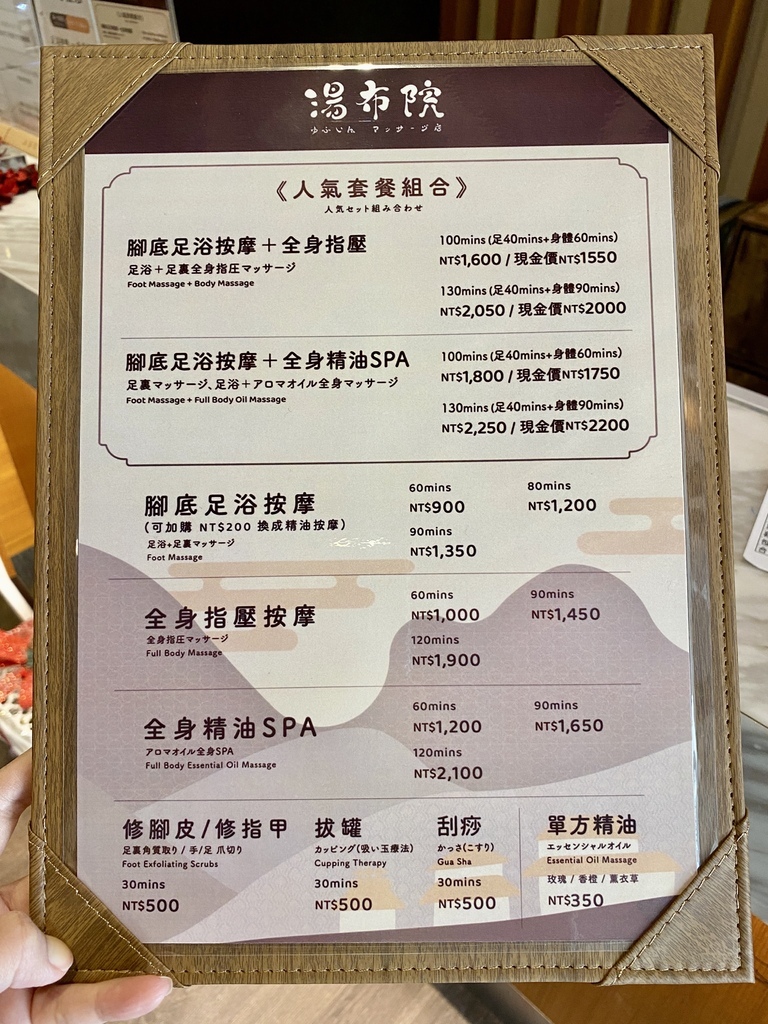 湯布院
ゆふいん マッサージ店
《人氣套餐組合》
人気セット組み合わせ
腳底足浴按摩＋全身指壓
足浴＋足裏全身指圧マッサージ
Foot Massage + Body Massage
100mins (足40mins+身體60mins)
NT$1,600 / 現金價NT$1550
130mins (足40mins+身體90mins)
NT$2,050 / 現金價NT$2000
腳底足浴按摩＋全身精油SPA
足裏マッサージ、足浴＋アロマオイル全身マッサージ
Foot Massage + Full Body Oil Massage
100mins (足40mins+身體60mins)
NT$1,800 / 現金價NT$1750
130mins (足40mins+身體90mins)
NT$2,250 / 現金價NT$2200
腳底足浴按摩
(可加購 NT$200 換成精油按摩)
足浴+足裏マッサージ
Foot Massage
60mins 80mins
NT$900 NT$1,200
90mins
NT$1,350
全身指壓按摩
全身指圧マッサージ
Full Body Massage
60mins 90mins
NT$1,000 NT$1,450
120mins
NT$1,900
全身精油SPA
アロマオイル全身SPA
Full Body Essential Oil Massage
60mins 90mins
NT$1,200 NT$1,650
120mins
NT$2,100
修腳皮/修指甲
足裏角質取り / 手/足 爪切り
Foot Exfoliating Scrubs
30mins
NT$500
拔罐
カッピング(吸い玉療法)
Cupping Therapy
30mins
NT$500
刮痧
かっさ(こすり)
Gua Sha
30mins
NT$500
單方精油
エッセンシャルオイル
Essential Oil Massage
玫瑰 / 香橙 / 薰衣草
NT$350